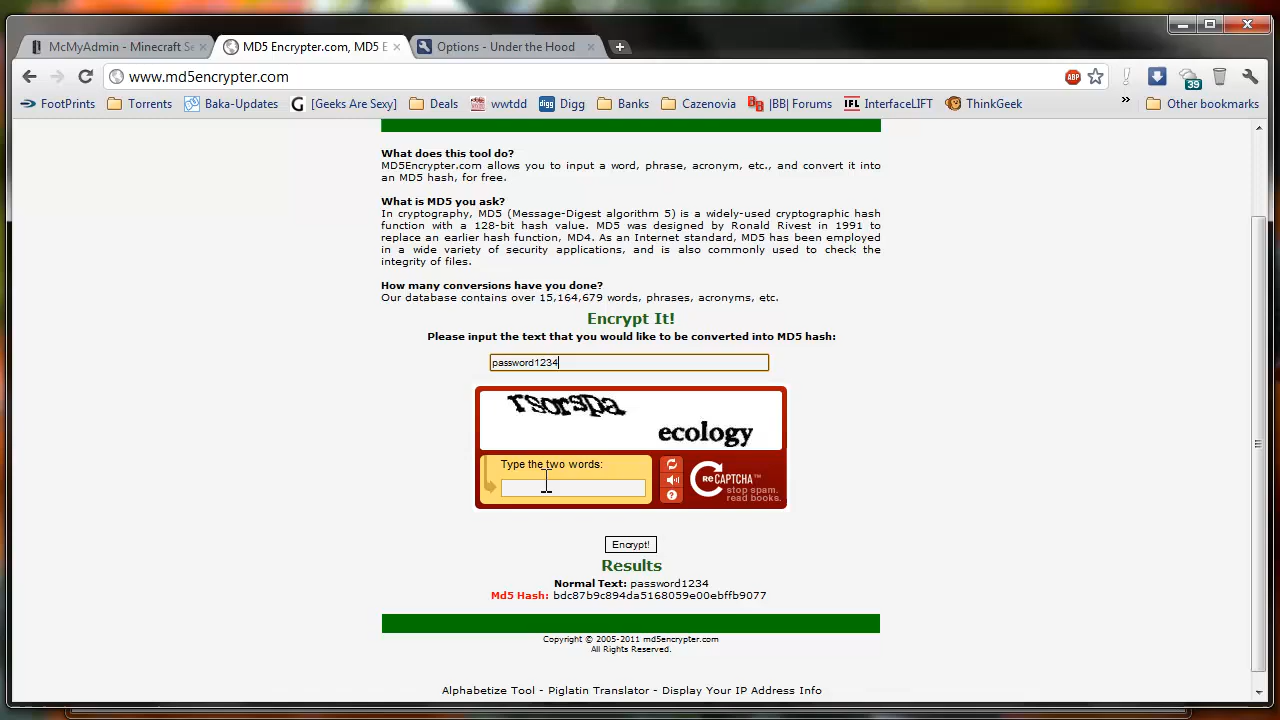 McMyAdmin - Minecraft Se
MD5 Encrypter.com, MD5 E
Options - Under the Hood
www.md5encrypter.com
ABP
39
FootPrints
Torrents
Baka-Updates
G [Geeks Are Sexy]
Deals
wwtdd
digg Digg
Banks
Cazenovia
BB |BB| Forums
IFL InterfaceLIFT
ThinkGeek
»
Other bookmarks
What does this tool do?
MD5Encrypter.com allows you to input a word, phrase, acronym, etc., and convert it into
an MD5 hash, for free.
What is MD5 you ask?
In cryptography, MD5 (Message-Digest algorithm 5) is a widely-used cryptographic hash
function with a 128-bit hash value. MD5 was designed by Ronald Rivest in 1991 to
replace an earlier hash function, MD4. As an Internet standard, MD5 has been employed
in a wide variety of security applications, and is also commonly used to check the
integrity of files.
How many conversions have you done?
Our database contains over 15,164,679 words, phrases, acronyms, etc.
Encrypt It!
Please input the text that you would like to be converted into MD5 hash:
password1234
ecology
Type the two words:
ReCAPTCHA™
stop spam.
read books.
Encrypt!
Results
Normal Text: password1234
Md5 Hash: bdc87b9c894da5168059e00ebffb9077
Copyright © 2005-2011 md5encrypter.com
All Rights Reserved.
Alphabetize Tool - Piglatin Translator - Display Your IP Address Info